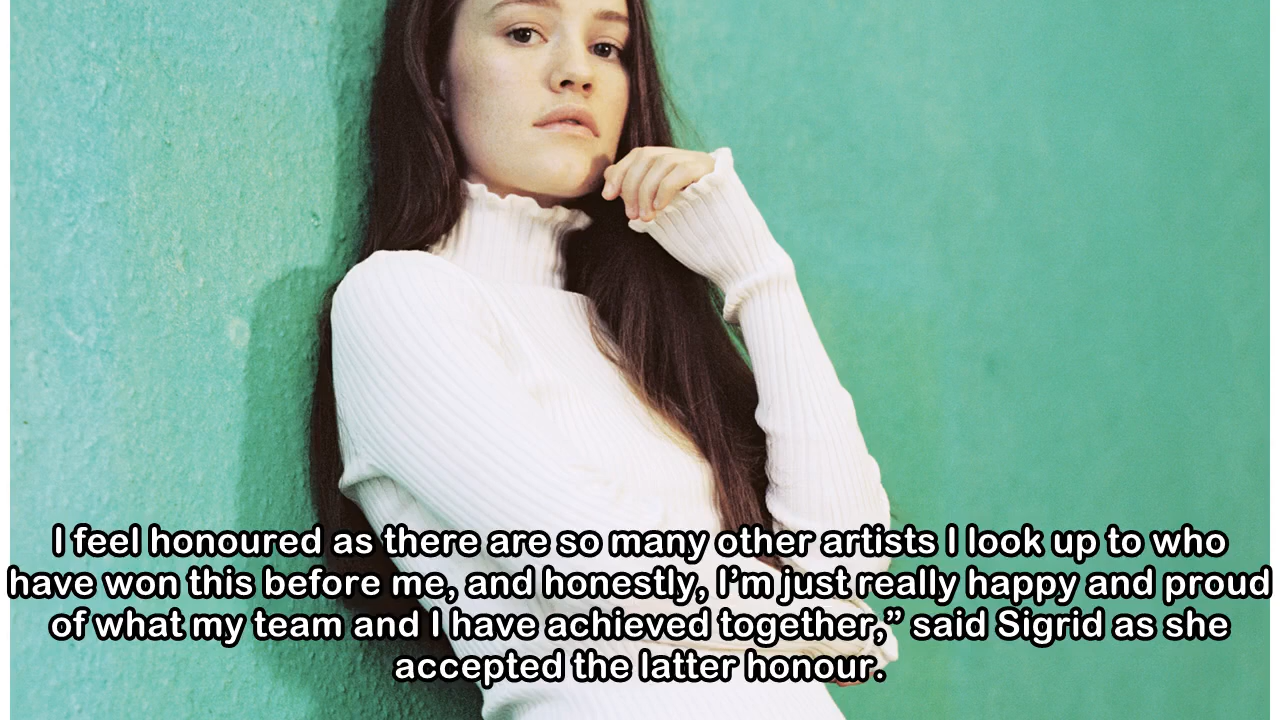 I feel honoured as there are so many other artists I look up to who
have won this before me, and honestly, I’m just really happy and proud
of what my team and I have achieved together,” said Sigrid as she
accepted the latter honour.